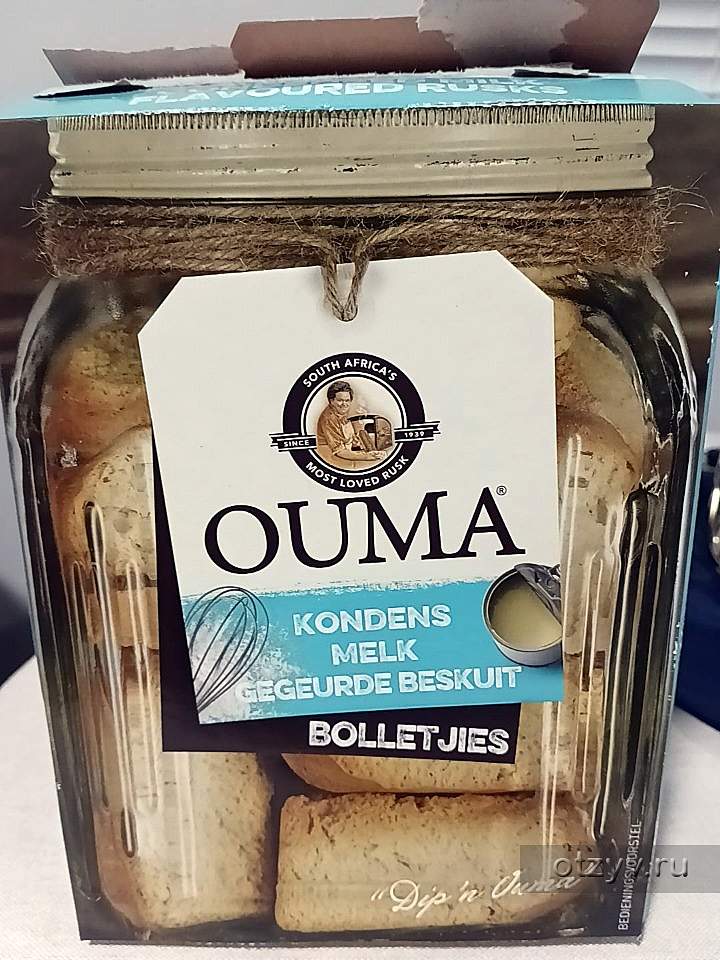 FLAVOURED RUSKS
SOUTH AFRICA'S
SINCE 1939
MOST LOVED RUSK
OUMA®
KONDENS
MELK
GEGEURDE BESKUIT
BOLLETJIES
"Dip 'n Ouma"
BEDIENINGSVOORSTEL
otzyv.ru